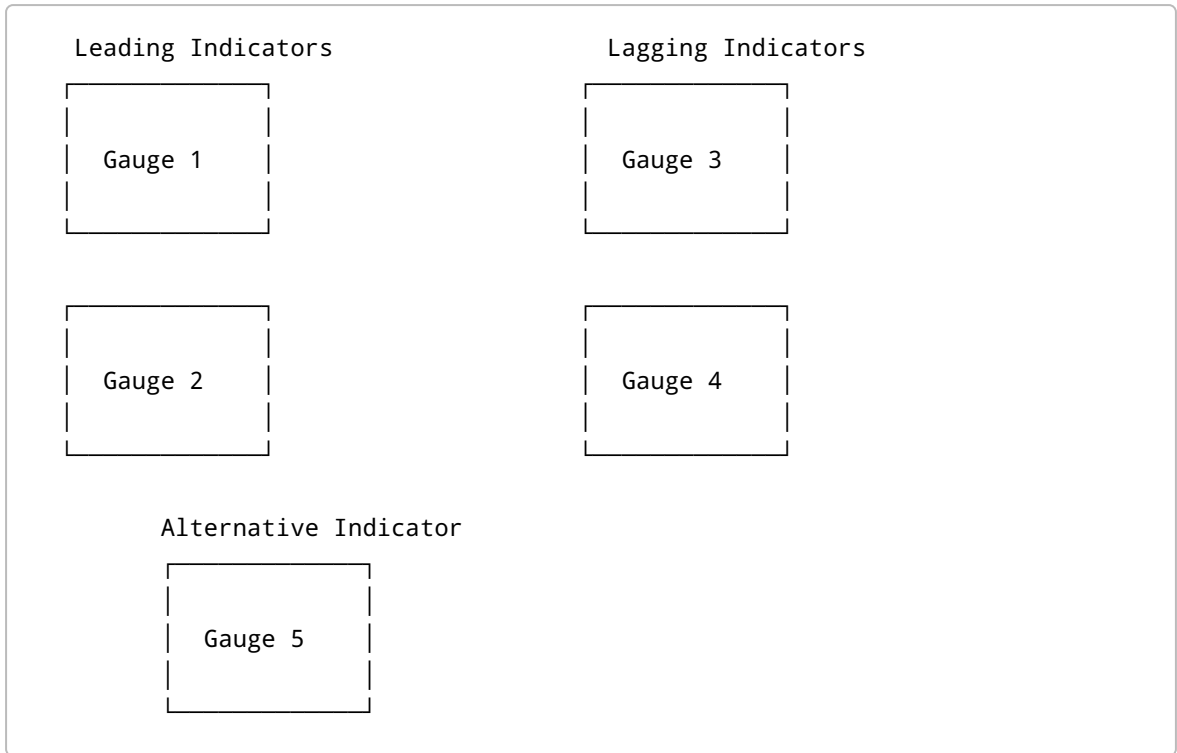 Leading Indicators Lagging Indicators
Gauge 1 Gauge 3
Gauge 2 Gauge 4
Alternative Indicator
Gauge 5